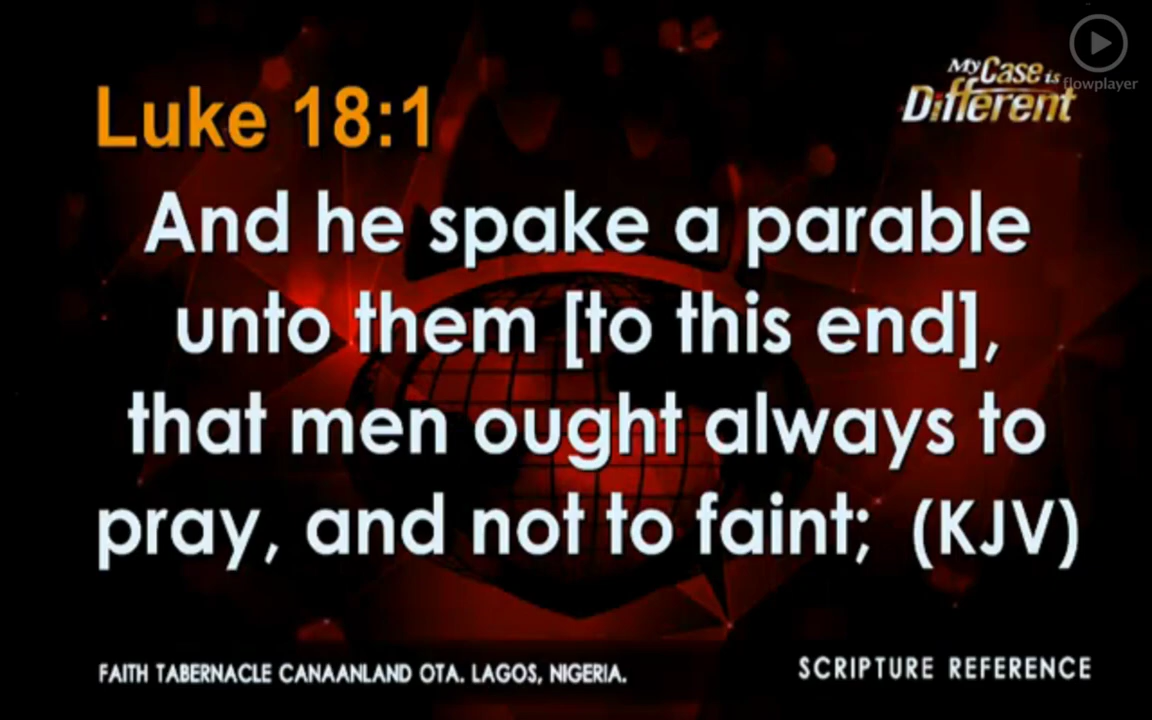 flowplayer
My Case is
Different
Luke 18:1
And he spake a parable
unto them [to this end],
that men ought always to
pray, and not to faint; (KJV)
FAITH TABERNACLE CANAANLAND OTA. LAGOS, NIGERIA.
SCRIPTURE REFERENCE